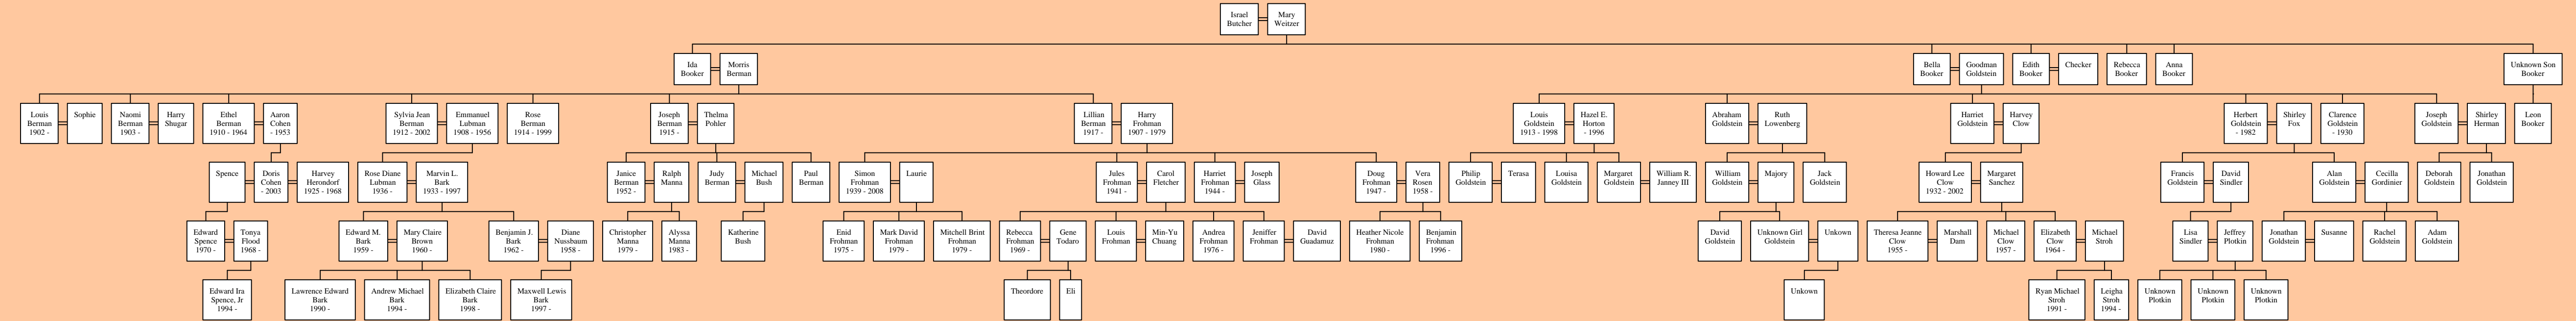 Israel
Butcher
Mary
Weitzer
Ida
Booker
Morris
Berman
Bella
Booker
Goodman
Goldstein
Edith
Booker
Checker
Rebecca
Booker
Anna
Booker
Unknown Son
Booker
Louis
Berman
1902 -
Sophie
Naomi
Berman
1903 -
Harry
Shugar
Ethel
Berman
1910 - 1964
Aaron
Cohen
- 1953
Sylvia Jean
Berman
1912 - 2002
Emmanuel
Lubman
1908 - 1956
Rose
Berman
1914 - 1999
Joseph
Berman
1915 -
Thelma
Pohler
Lillian
Berman
1917 -
Harry
Frohman
1907 - 1979
Louis
Goldstein
1913 - 1998
Hazel E.
Horton
- 1996
Abraham
Goldstein
Ruth
Lowenberg
Harriet
Goldstein
Harvey
Clow
Herbert
Goldstein
- 1982
Shirley
Fox
Clarence
Goldstein
- 1930
Joseph
Goldstein
Shirley
Herman
Leon
Booker
Spence
Doris
Cohen
- 2003
Harvey
Herondorf
1925 - 1968
Rose Diane
Lubman
1936 -
Marvin L.
Bark
1933 - 1997
Janice
Berman
1952 -
Ralph
Manna
Judy
Berman
Michael
Bush
Paul
Berman
Simon
Frohman
1939 - 2008
Laurie
Jules
Frohman
1941 -
Carol
Fletcher
Harriet
Frohman
1944 -
Joseph
Glass
Doug
Frohman
1947 -
Vera
Rosen
1958 -
Philip
Goldstein
Terasa
Louisa
Goldstein
Margaret
Goldstein
William R.
Janney III
William
Goldstein
Majory
Jack
Goldstein
Howard Lee
Clow
1932 - 2002
Margaret
Sanchez
Francis
Goldstein
David
Sindler
Alan
Goldstein
Cecilla
Gordinier
Deborah
Goldstein
Jonathan
Goldstein
Edward
Spence
1970 -
Tonya
Flood
1968 -
Edward M.
Bark
1959 -
Mary Claire
Brown
1960 -
Benjamin J.
Bark
1962 -
Diane
Nussbaum
1958 -
Christopher
Manna
1979 -
Alyssa
Manna
1983 -
Katherine
Bush
Enid
Frohman
1975 -
Mark David
Frohman
1979 -
Mitchell Brint
Frohman
1979 -
Rebecca
Frohman
1969 -
Gene
Todaro
Louis
Frohman
Min-Yu
Chuang
Andrea
Frohman
1976 -
Jeniffer
Frohman
David
Guadamuz
Heather Nicole
Frohman
1980 -
Benjamin
Frohman
1996 -
David
Goldstein
Unknown Girl
Goldstein
Unkown
Theresa Jeanne
Clow
1955 -
Marshall
Dam
Michael
Clow
1957 -
Elizabeth
Clow
1964 -
Michael
Stroh
Lisa
Sindler
Jeffrey
Plotkin
Jonathan
Goldstein
Susanne
Rachel
Goldstein
Adam
Goldstein
Edward Ira
Spence, Jr
1994 -
Lawrence Edward
Bark
1990 -
Andrew Michael
Bark
1994 -
Elizabeth Claire
Bark
1998 -
Maxwell Lewis
Bark
1997 -
Theordore
Eli
Unkown
Ryan Michael
Stroh
1991 -
Leigha
Stroh
1994 -
Unknown
Plotkin
Unknown
Plotkin
Unknown
Plotkin